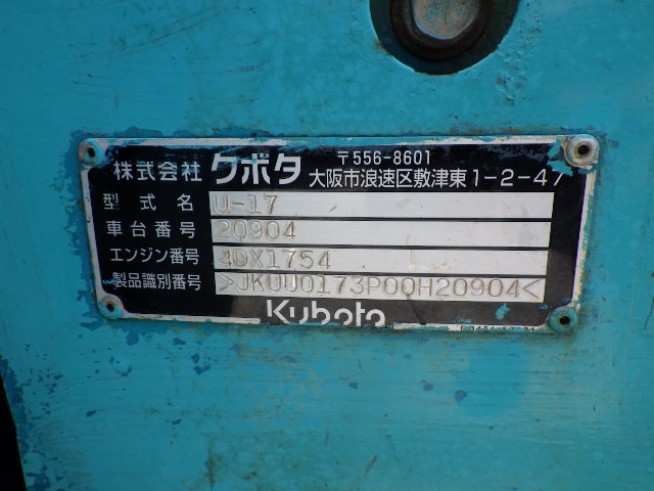 株式会社 クボタ 〒556-8601
大阪市浪速区敷津東1-2-47
型式名 U-17
車台番号 20904
エンジン番号 4DX1754
製品識別番号 >JKUU0173P00H20904<
Kubota